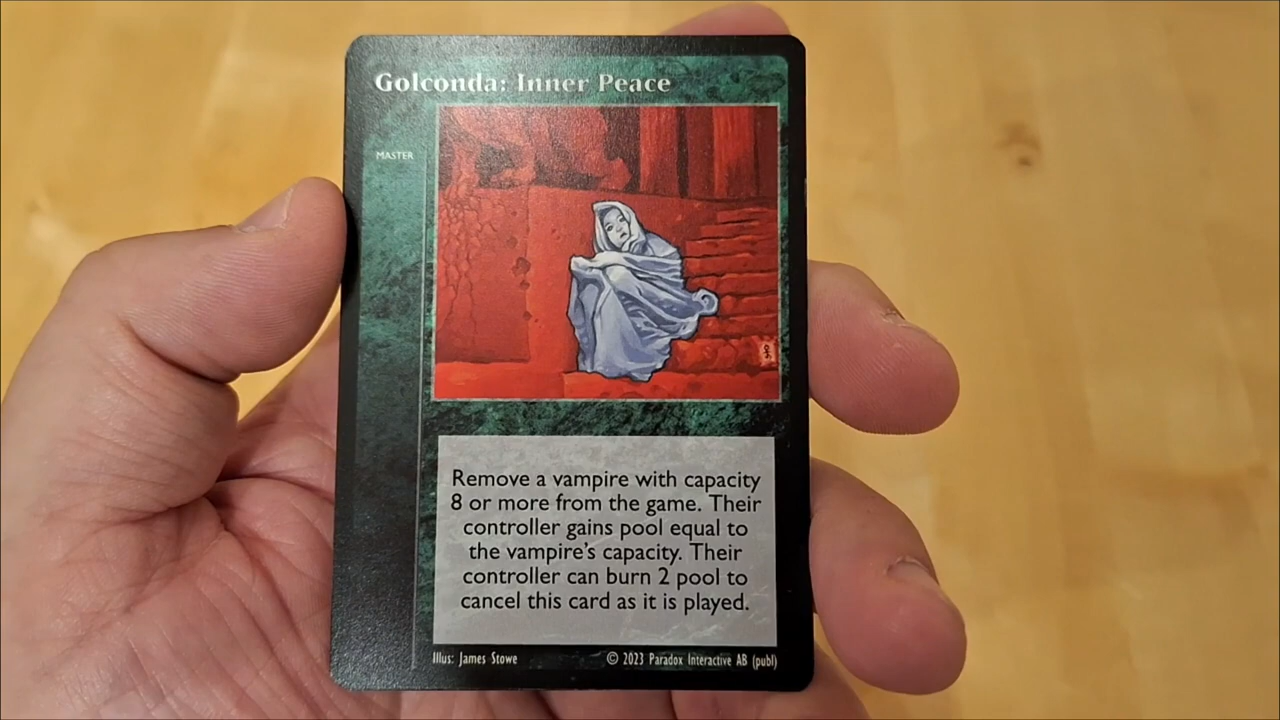 Golconda: Inner Peace
MASTER
Remove a vampire with capacity
8 or more from the game. Their
controller gains pool equal to
the vampire's capacity. Their
controller can burn 2 pool to
cancel this card as it is played.
Illus: James Stowe
© 2023 Paradox Interactive AB (publ)